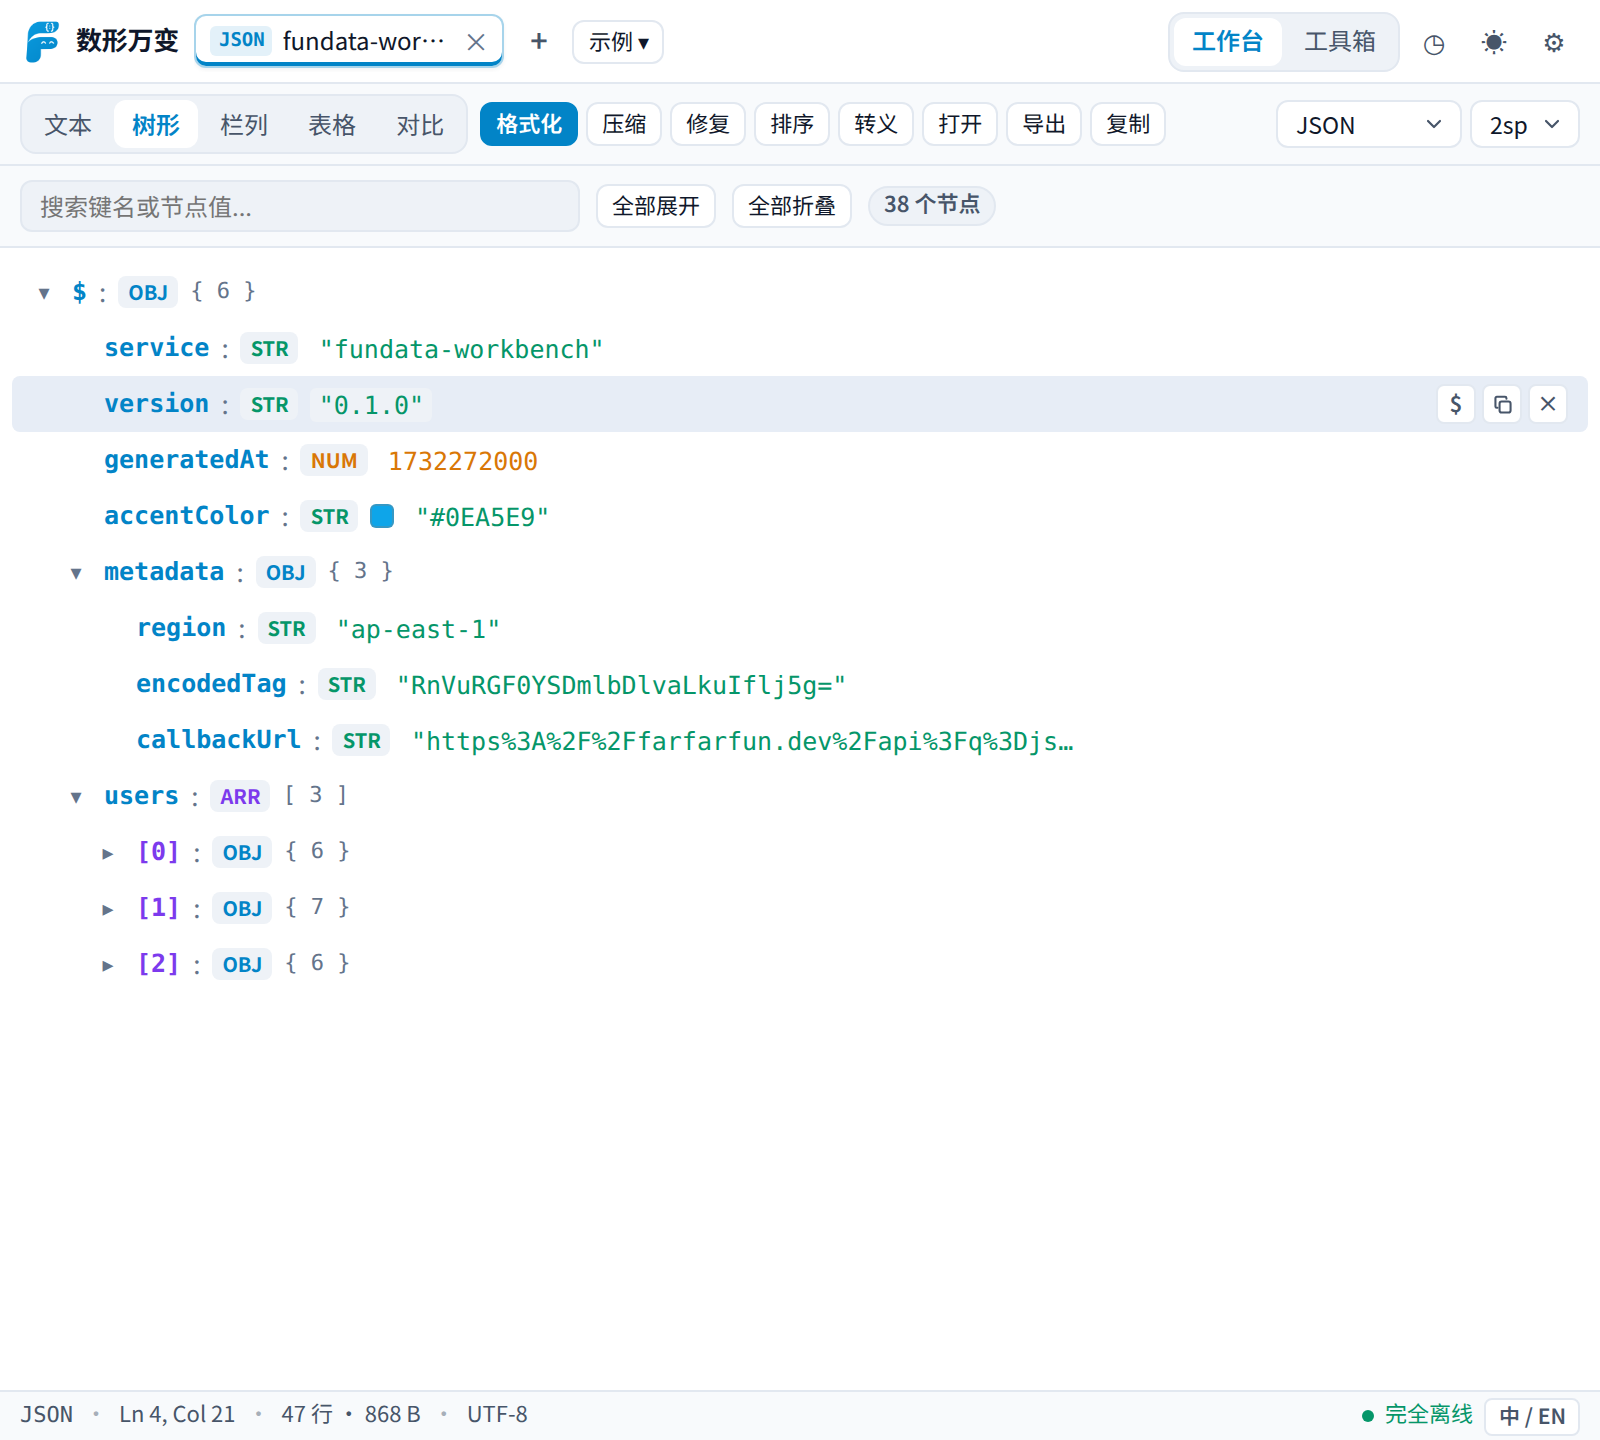 数形万变 JSON fundata-wor… × + 示例 ▾ 工作台 工具箱
文本 树形 栏列 表格 对比 格式化 压缩 修复 排序 转义 打开 导出 复制 JSON 2sp
搜索键名或节点值... 全部展开 全部折叠 38 个节点
▼ $ : OBJ { 6 }
service : STR "fundata-workbench"
version : STR "0.1.0" $
generatedAt : NUM 1732272000
accentColor : STR "#0EA5E9"
▼ metadata : OBJ { 3 }
region : STR "ap-east-1"
encodedTag : STR "RnVuRGF0YSDmlbDlvaLkuIflj5g="
callbackUrl : STR "https%3A%2F%2Ffarfarfun.dev%2Fapi%3Fq%3Djs…
▼ users : ARR [ 3 ]
▶ [0] : OBJ { 6 }
▶ [1] : OBJ { 7 }
▶ [2] : OBJ { 6 }
JSON • Ln 4, Col 21 • 47 行 • 868 B • UTF-8 ● 完全离线 中 / EN